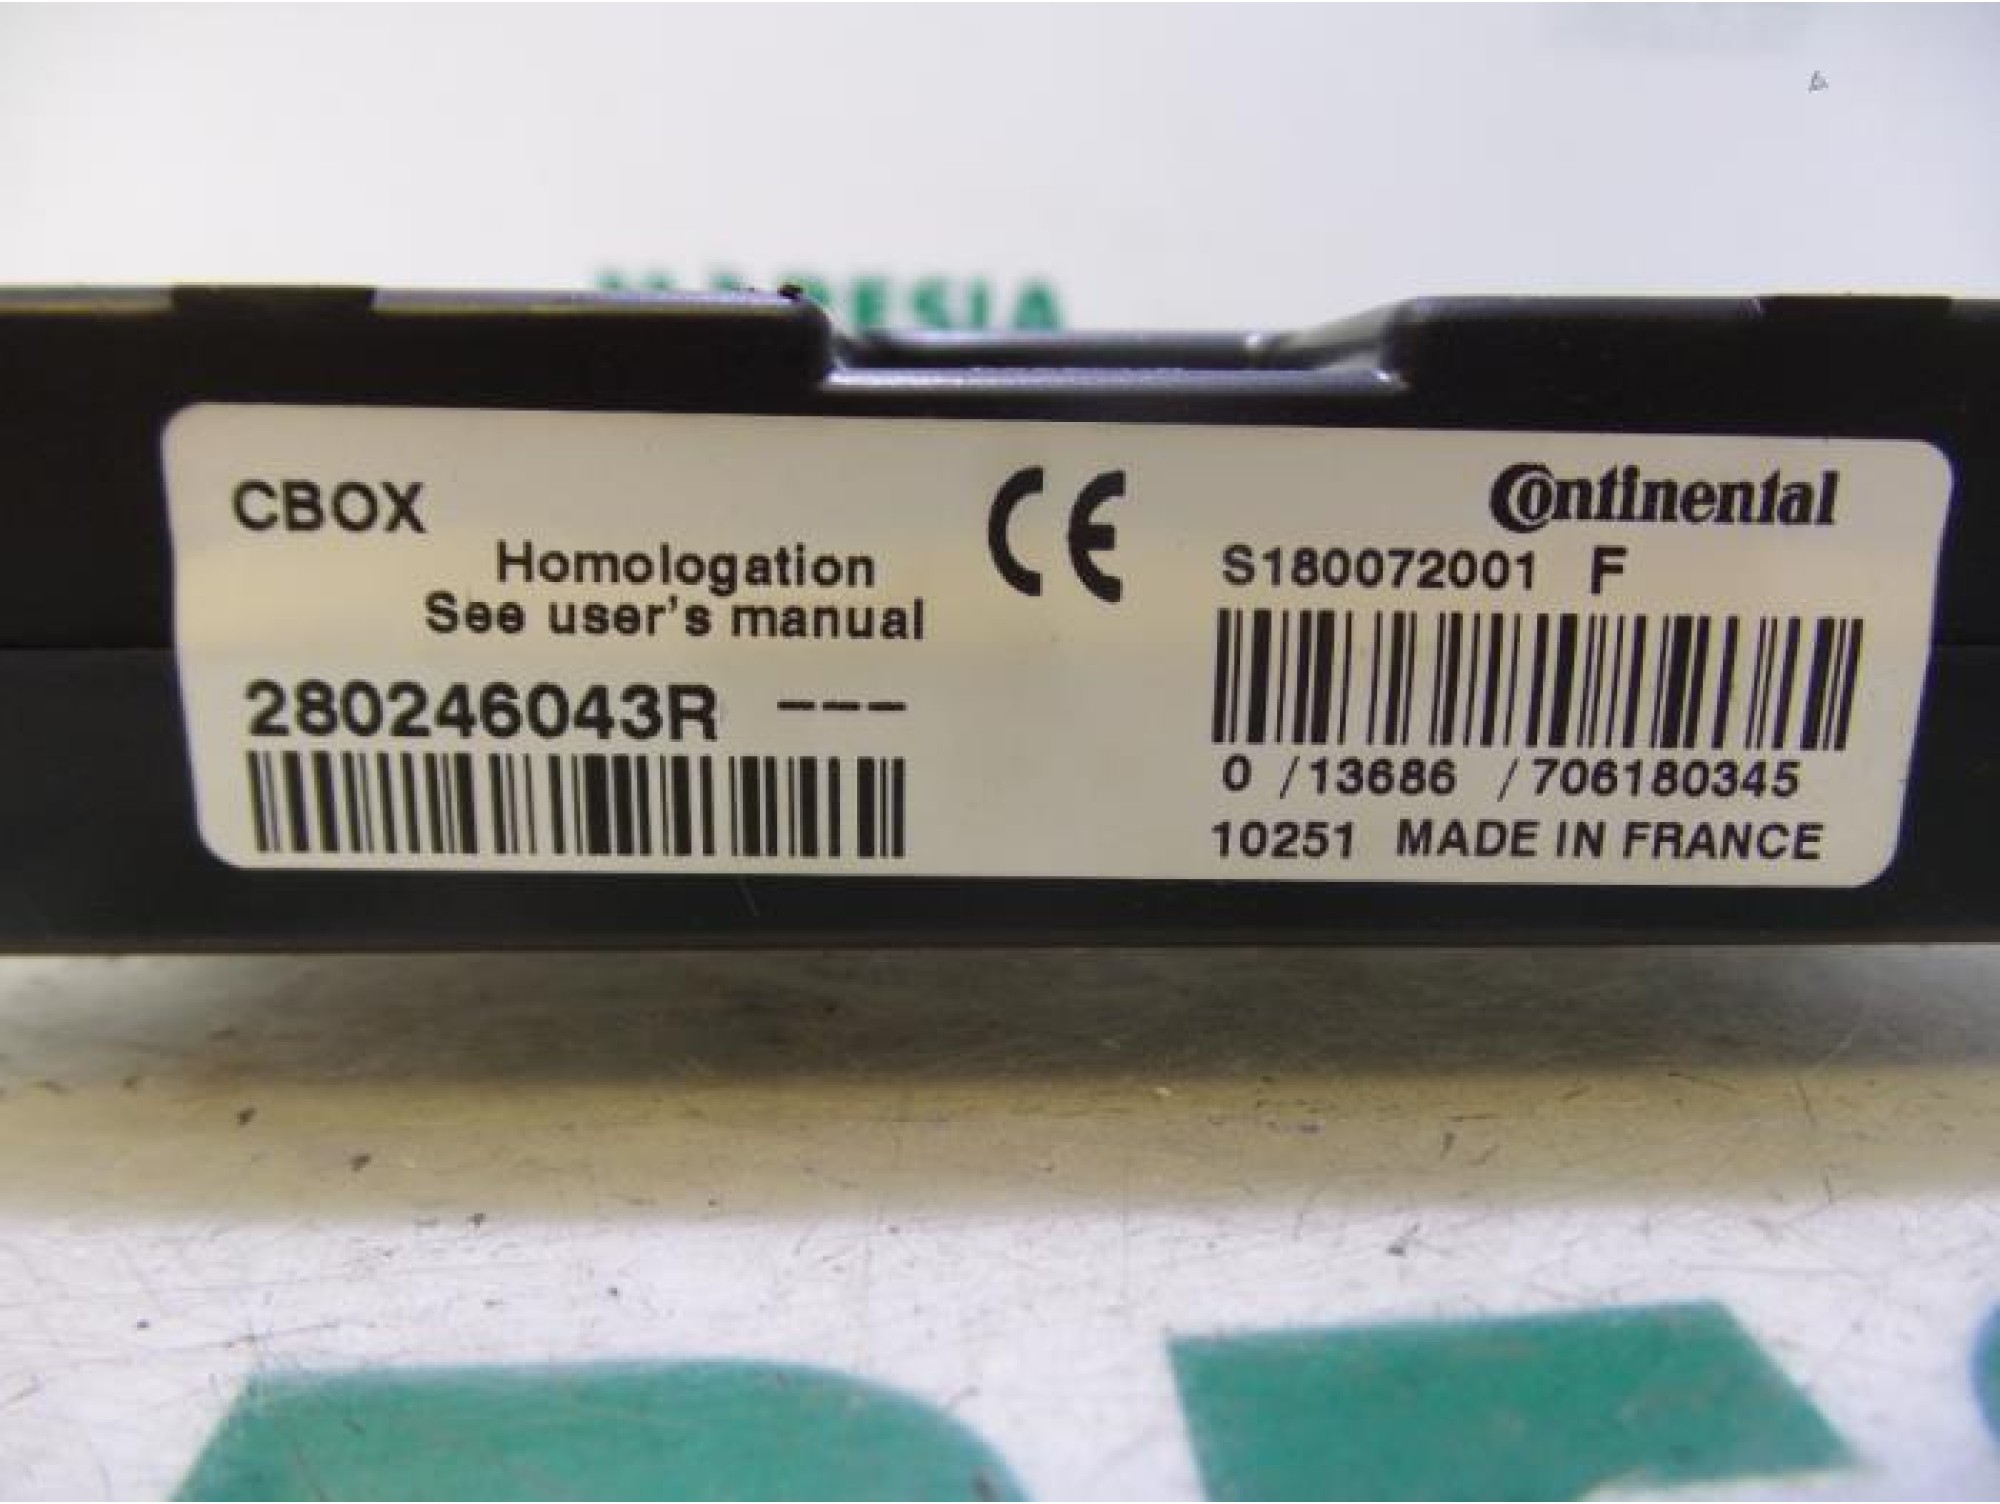 CBOX
Homologation
See user's manual
280246043R ---
CE
Continental
S180072001 F
0 /13686 /706180345
10251 MADE IN FRANCE